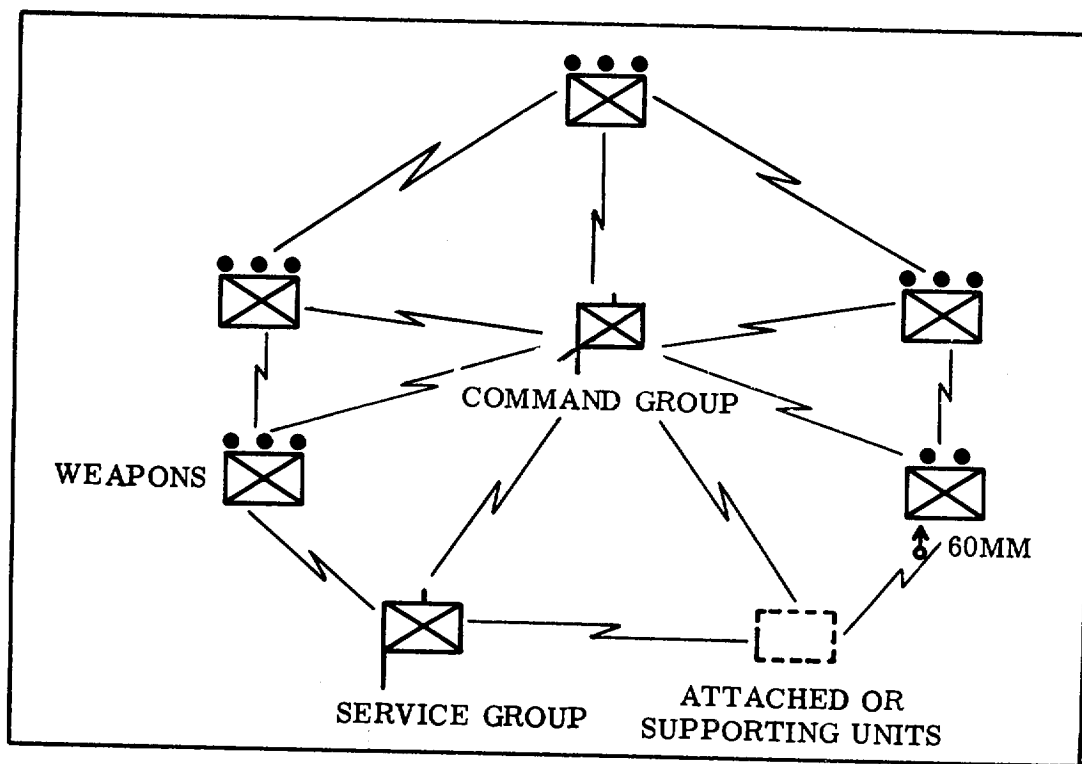 COMMAND GROUP
WEAPONS
60MM
SERVICE GROUP
ATTACHED OR
SUPPORTING UNITS